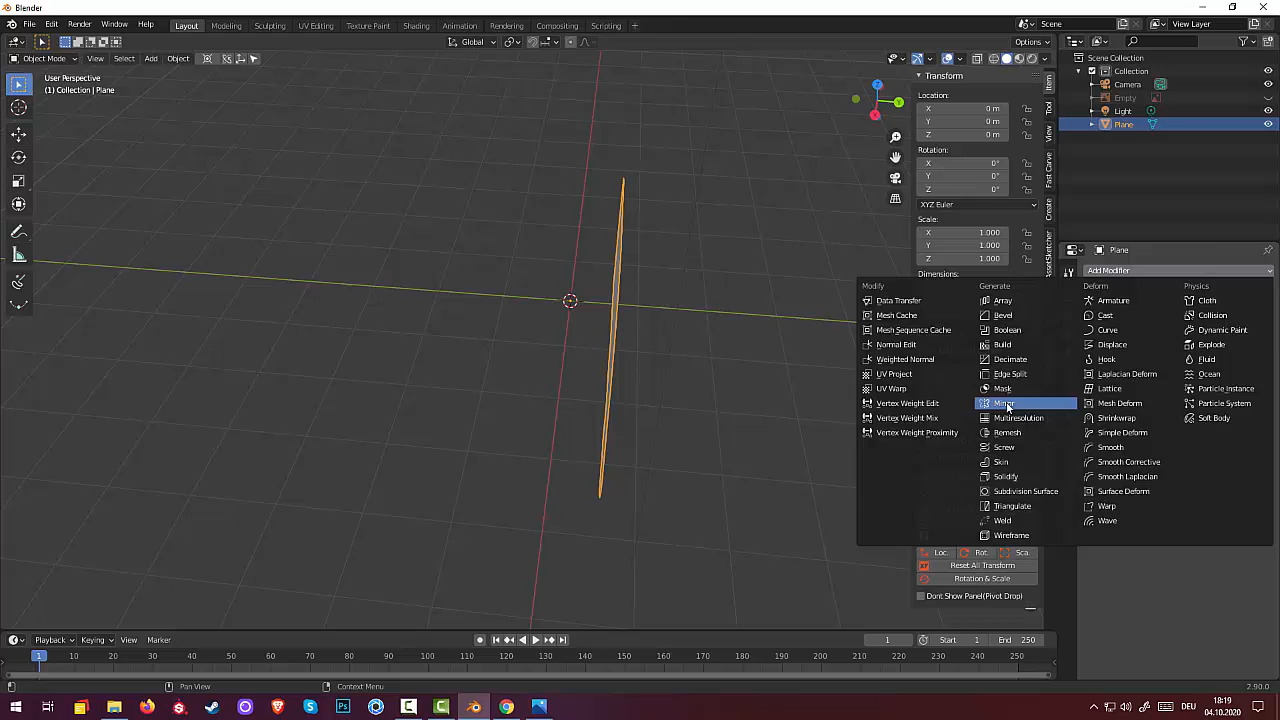 Blender
File Edit Render Window Help Layout Modeling Sculpting UV Editing Texture Paint Shading Animation Rendering Compositing Scripting + Scene View Layer
Global Options
Object Mode View Select Add Object
User Perspective
(1) Collection | Plane
Transform
Location:
X 0 m
Y 0 m
Z 0 m
Rotation:
X 0°
Y 0°
Z 0°
XYZ Euler
Scale:
X 1.000
Y 1.000
Z 1.000
Dimensions:
Item
Tool
View
Fast Carve
Create
AssetSketcher
Z
Y
X
Scene Collection
Collection
Camera
Empty
Light
Plane
Plane
Add Modifier
Modify Generate Deform Physics
Data Transfer Array Armature Cloth
Mesh Cache Bevel Cast Collision
Mesh Sequence Cache Boolean Curve Dynamic Paint
Normal Edit Build Displace Explode
Weighted Normal Decimate Hook Fluid
UV Project Edge Split Laplacian Deform Ocean
UV Warp Mask Lattice Particle Instance
Vertex Weight Edit Mirror Mesh Deform Particle System
Vertex Weight Mix Multiresolution Shrinkwrap Soft Body
Vertex Weight Proximity Remesh Simple Deform
Screw Smooth
Skin Smooth Corrective
Solidify Smooth Laplacian
Subdivision Surface Surface Deform
Triangulate Warp
Weld Wave
Wireframe
Loc. Rot. Sca.
Reset All Transform
Rotation & Scale
Dont Show Panel(Pivot Drop)
Playback Keying View Marker 1 Start 1 End 250
1 10 20 30 40 50 60 70 80 90 100 110 120 130 140 150 160 170 180 190 200 210 220 230 240 250
Pan View Context Menu 2.90.0
DEU 18:19
04.10.2020